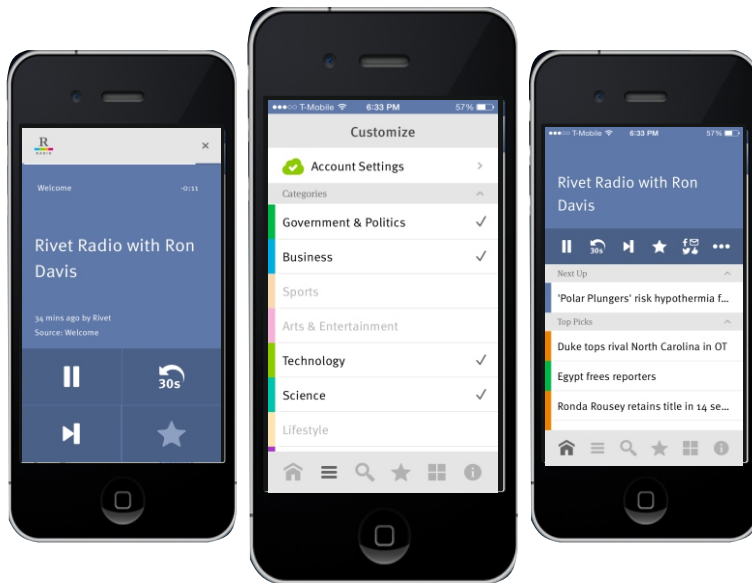 R
RADIO
×
Welcome
-0:11
Rivet Radio with Ron
Davis
34 mins ago by Rivet
Source: Welcome
30s
T-Mobile 6:33 PM 57%
Customize
Account Settings
Categories
Government & Politics
Business
Sports
Arts & Entertainment
Technology
Science
Lifestyle
T-Mobile 6:33 PM 57%
Rivet Radio with Ron
Davis
30s
Next Up
'Polar Plungers' risk hypothermia f...
Top Picks
Duke tops rival North Carolina in OT
Egypt frees reporters
Ronda Rousey retains title in 14 se...